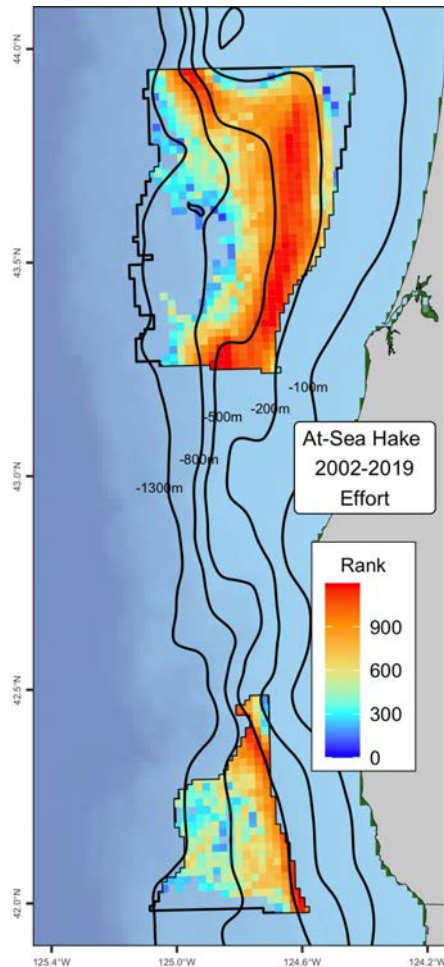 44.0°N
43.5°N
43.0°N
42.5°N
42.0°N
-100m
-200m
-500m
-800m
-1300m
At-Sea Hake
2002-2019
Effort
Rank
900
600
300
0
125.4°W
125.0°W
124.6°W
124.2°W